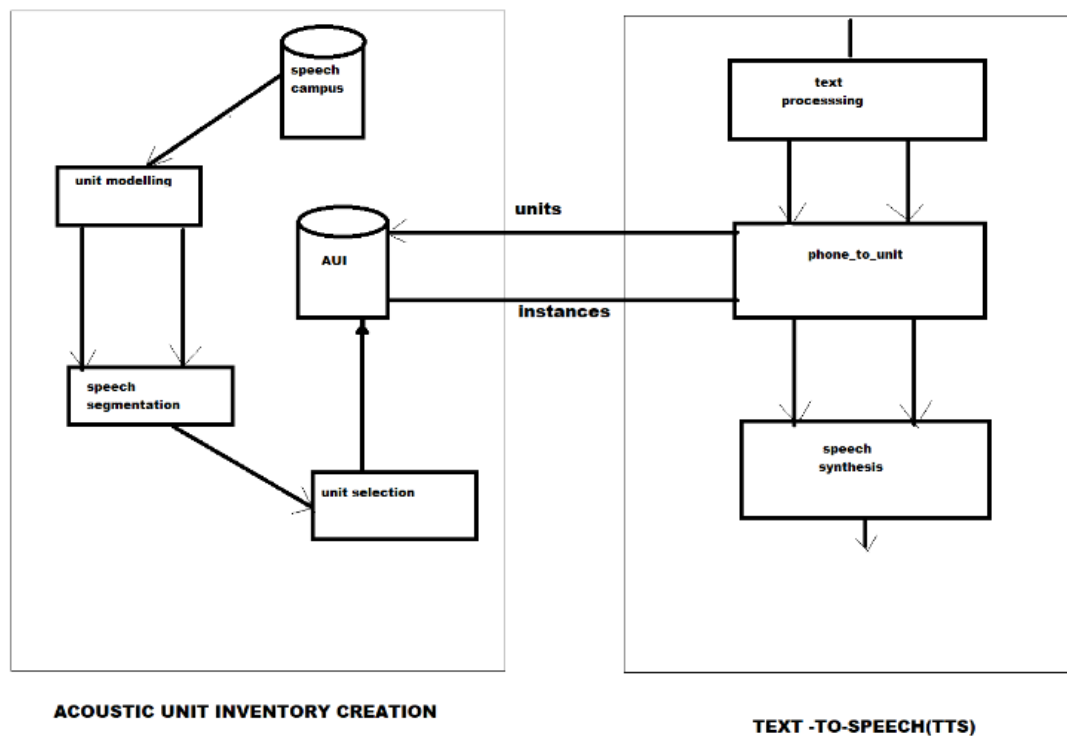 speech
campus
unit modelling
AUI
speech
segmentation
unit selection
ACOUSTIC UNIT INVENTORY CREATION
units
instances
text
processsing
phone_to_unit
speech
synthesis
TEXT -TO-SPEECH(TTS)